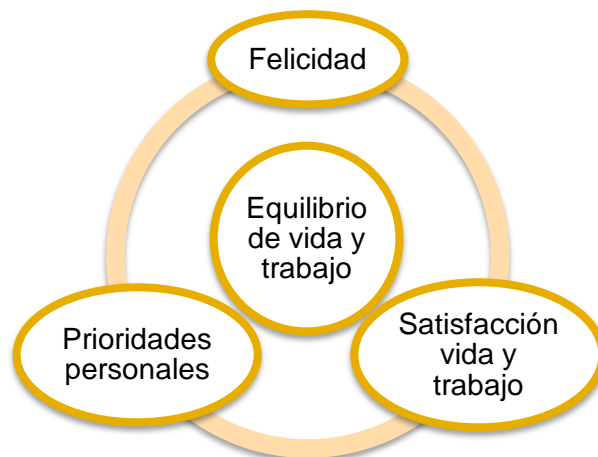 Felicidad
Equilibrio
de vida y
trabajo
Prioridades
personales
Satisfacción
vida y
trabajo